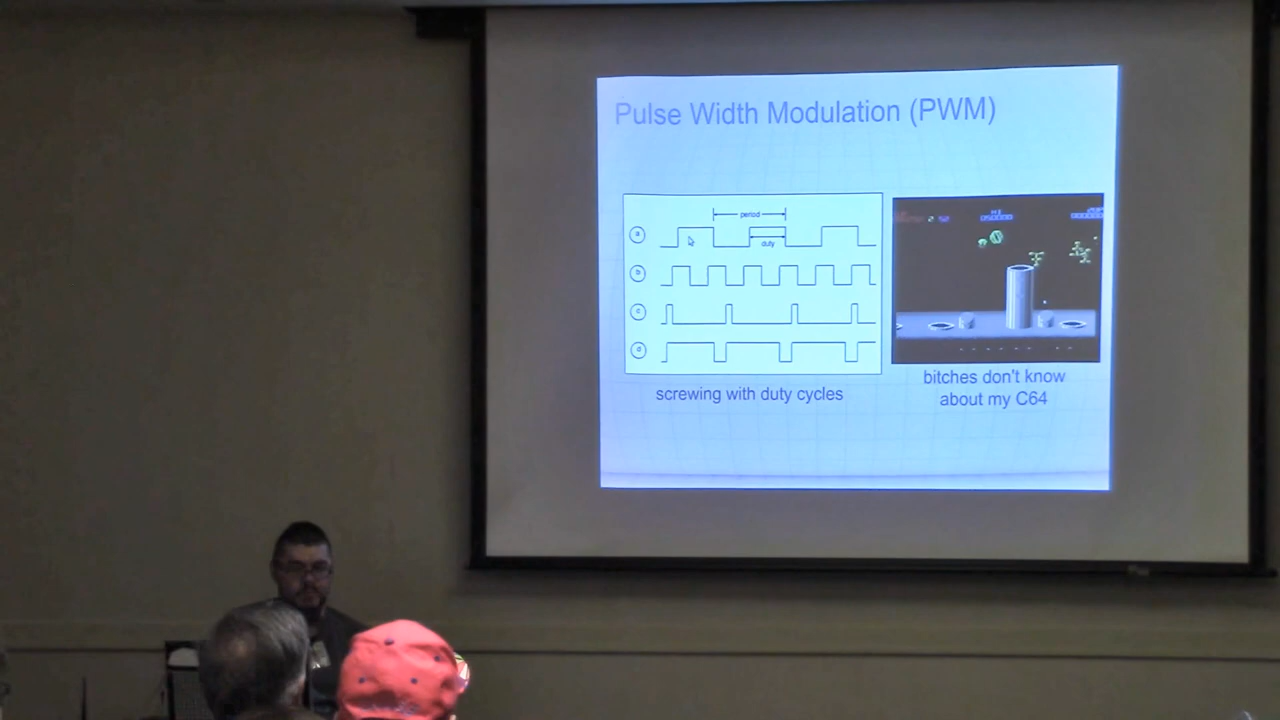 Pulse Width Modulation (PWM)
period
a
duty
b
c
d
screwing with duty cycles
bitches don't know
about my C64